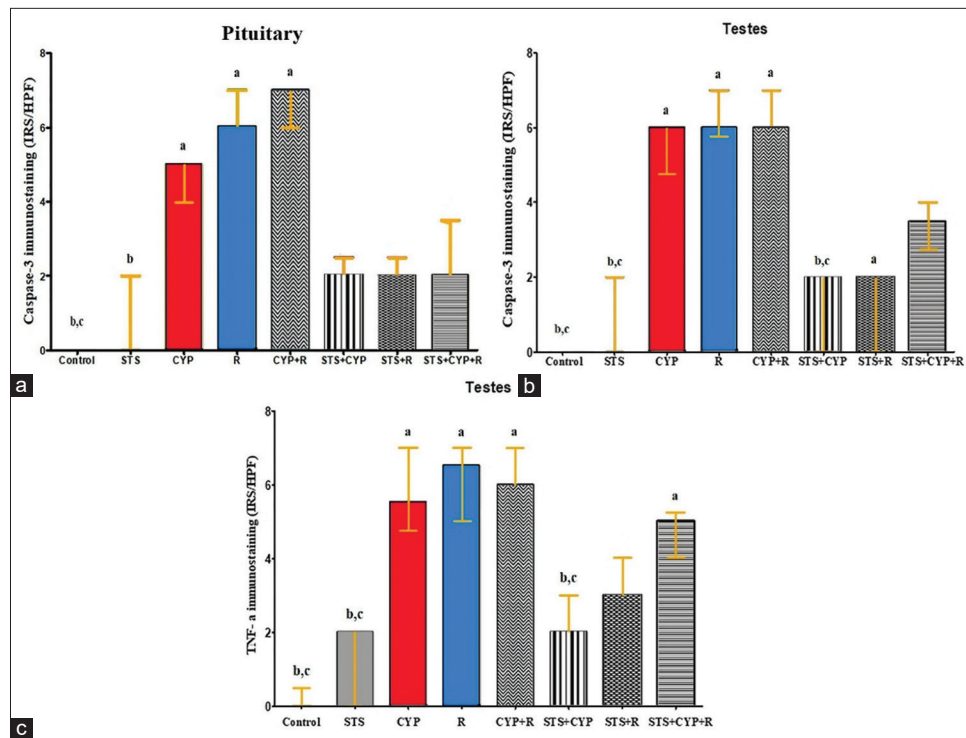 Pituitary
Caspase-3 immunostaining (IRS/HPF)
8
6
4
2
0
b,c
b
a
a
a
Control STS CYP R CYP+R STS+CYP STS+R STS+CYP+R
a
Testes
Caspase-3 immunostaining (IRS/HPF)
8
6
4
2
0
b,c
b,c
a
a
a
b,c
a
Control STS CYP R CYP+R STS+CYP STS+R STS+CYP+R
b
Testes
TNF- a immunostaining (IRS/HPF)
8
6
4
2
0
b,c
b,c
a
a
a
b,c
a
Control STS CYP R CYP+R STS+CYP STS+R STS+CYP+R
c